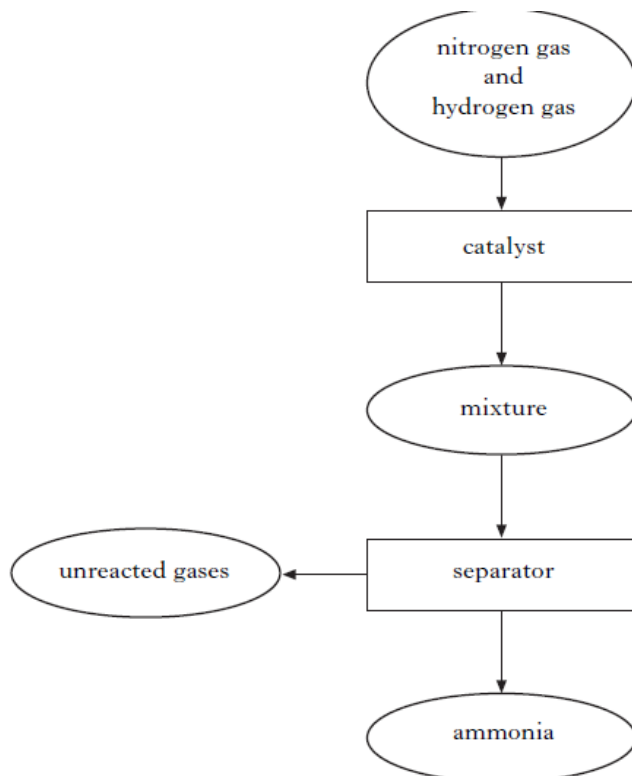 nitrogen gas
and
hydrogen gas
catalyst
mixture
unreacted gases
separator
ammonia